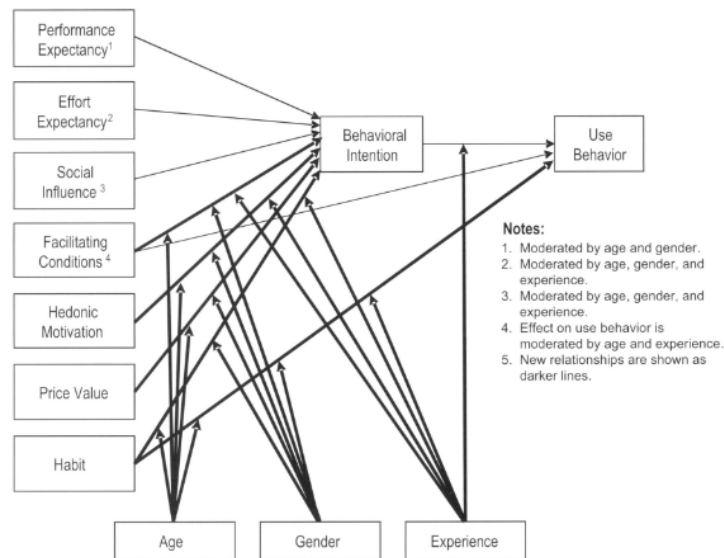 Performance
Expectancy1
Effort
Expectancy2
Social
Influence 3
Facilitating
Conditions 4
Hedonic
Motivation
Price Value
Habit
Behavioral
Intention
Use
Behavior
Notes:
1. Moderated by age and gender.
2. Moderated by age, gender, and
experience.
3. Moderated by age, gender, and
experience.
4. Effect on use behavior is
moderated by age and experience.
5. New relationships are shown as
darker lines.
Age
Gender
Experience